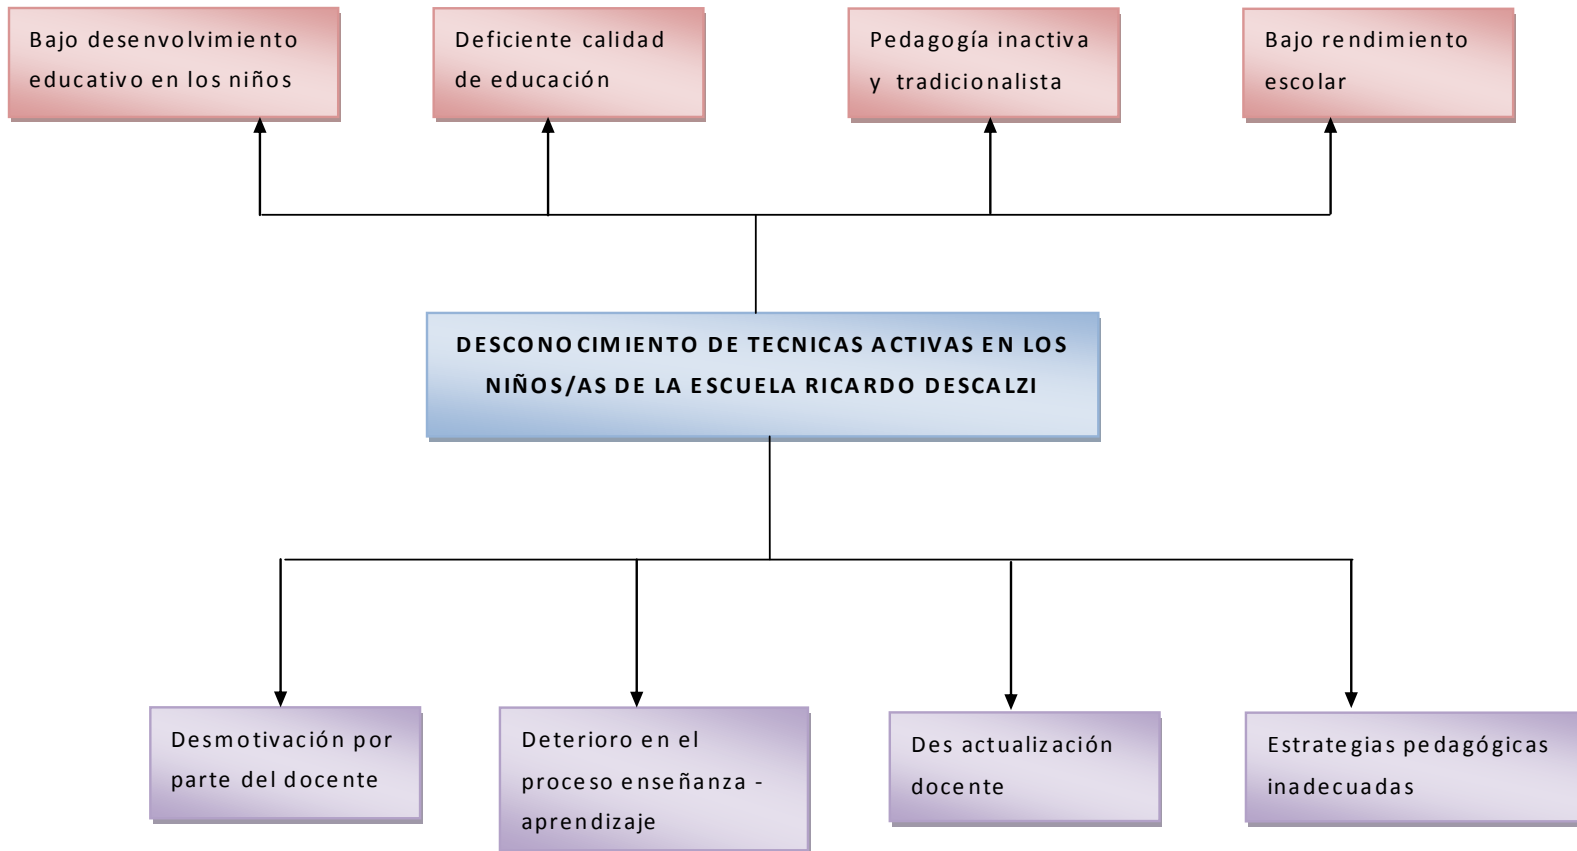 Bajo desenvolvimiento
educativo en los niños
Deficiente calidad
de educación
Pedagogía inactiva
y tradicionalista
Bajo rendimiento
escolar
DESCONOCIMIENTO DE TECNICAS ACTIVAS EN LOS
NIÑOS/AS DE LA ESCUELA RICARDO DESCALZI
Desmotivación por
parte del docente
Deterioro en el
proceso enseñanza -
aprendizaje
Des actualización
docente
Estrategias pedagógicas
inadecuadas